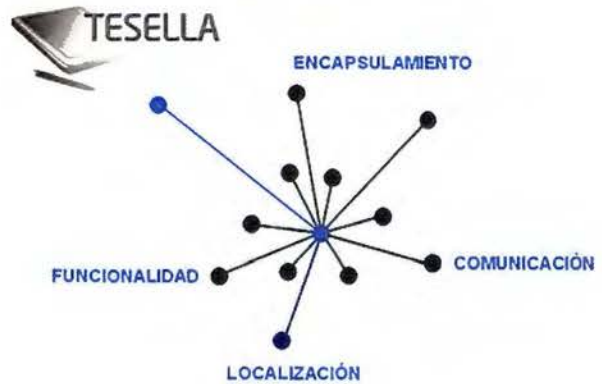 TESELLA
ENCAPSULAMIENTO
FUNCIONALIDAD
COMUNICACIÓN
LOCALIZACIÓN